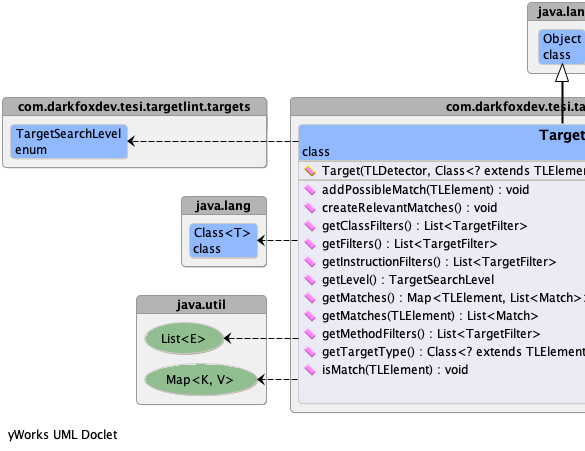 java.lan
Object
class
com.darkfoxdev.tesi.targetlint.targets
TargetSearchLevel
enum
com.darkfoxdev.tesi.ta
Target
class
Target(TLDetector, Class<? extends TLEleme
addPossibleMatch(TLElement) : void
createRelevantMatches() : void
getClassFilters() : List<TargetFilter>
getFilters() : List<TargetFilter>
getInstructionFilters() : List<TargetFilter>
getLevel() : TargetSearchLevel
getMatches() : Map<TLElement, List<Match>>
getMatches(TLElement) : List<Match>
getMethodFilters() : List<TargetFilter>
getTargetType() : Class<? extends TLElement
isMatch(TLElement) : void
java.lang
Class<T>
class
java.util
List<E>
Map<K, V>
yWorks UML Doclet